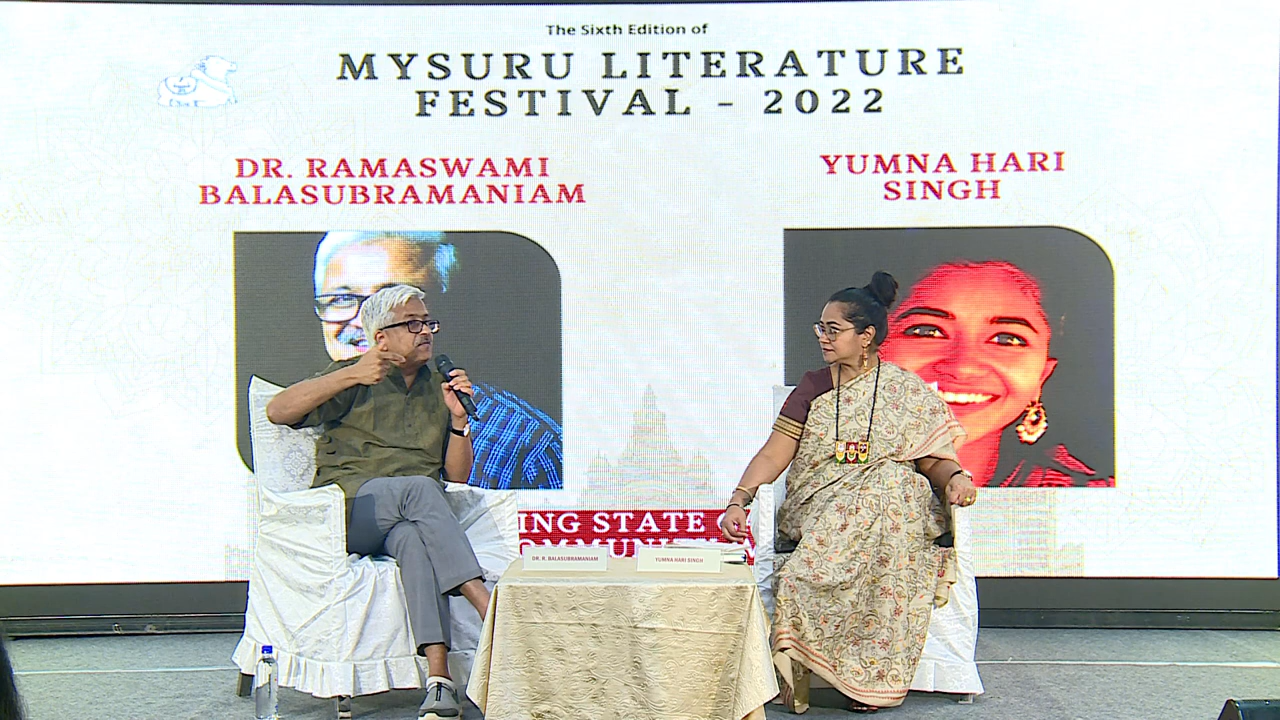 The Sixth Edition of
MYSURU LITERATURE
FESTIVAL - 2022
DR. RAMASWAMI
BALASUBRAMANIAM
YUMNA HARI
SINGH
ING STATE O
OMMUNI
DR. R. BALASUBRAMANIAM
YUMNA HARI SINGH